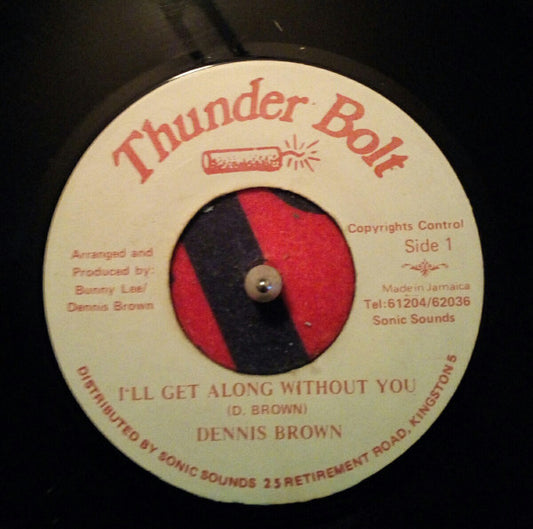 Thunder Bolt
Arranged and
Produced by:
Bunny Lee/
Dennis Brown
Copyrights Control
Side 1
Made in Jamaica
Tel:61204/62036
Sonic Sounds
I'LL GET ALONG WITHOUT YOU
(D. BROWN)
DENNIS BROWN
DISTRIBUTED BY SONIC SOUNDS 25 RETIREMENT ROAD, KINGSTON 5